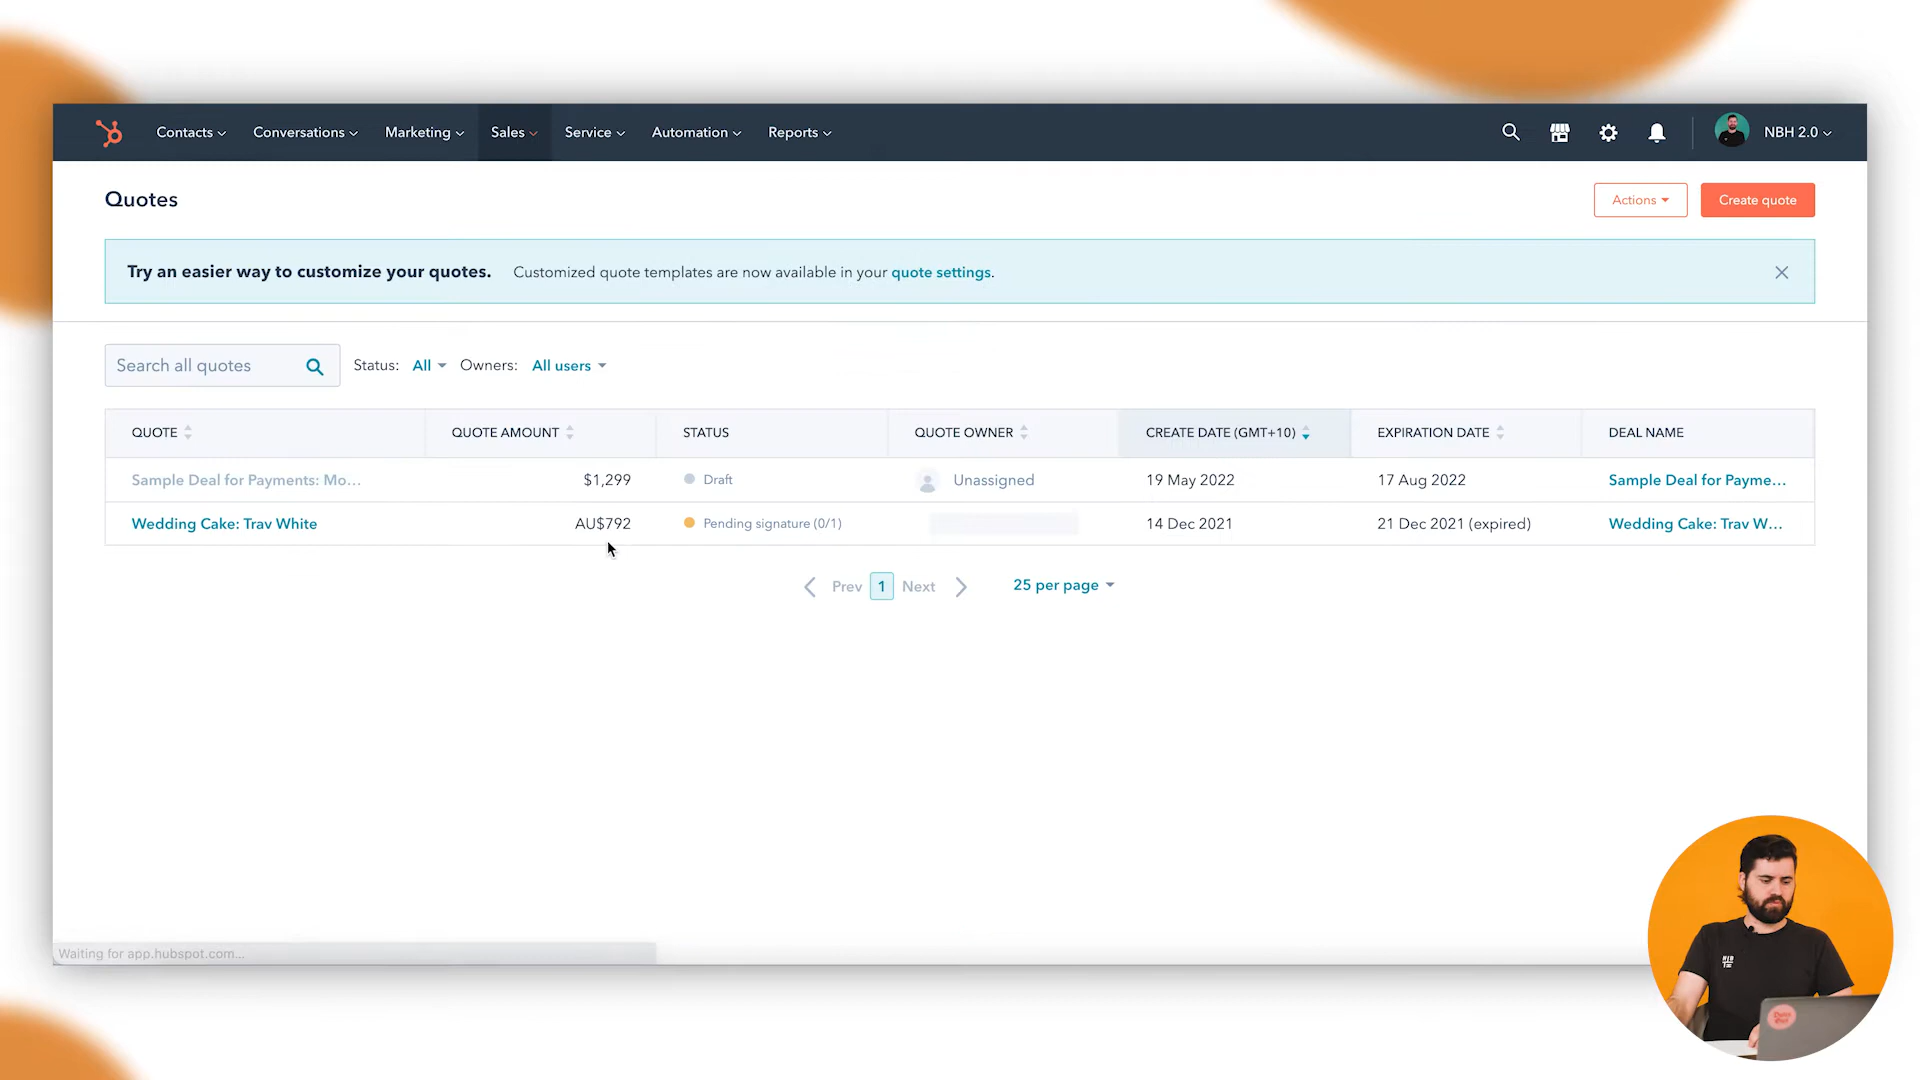 Contacts Conversations Marketing Sales Service Automation Reports NBH 2.0
Quotes
Actions Create quote
Try an easier way to customize your quotes. Customized quote templates are now available in your quote settings.
Search all quotes Status: All Owners: All users
QUOTE QUOTE AMOUNT STATUS QUOTE OWNER CREATE DATE (GMT+10) EXPIRATION DATE DEAL NAME
Sample Deal for Payments: Mo... $1,299 Draft Unassigned 19 May 2022 17 Aug 2022 Sample Deal for Payme...
Wedding Cake: Trav White AU$792 Pending signature (0/1) 14 Dec 2021 21 Dec 2021 (expired) Wedding Cake: Trav W...
Prev 1 Next 25 per page
Waiting for app.hubspot.com...